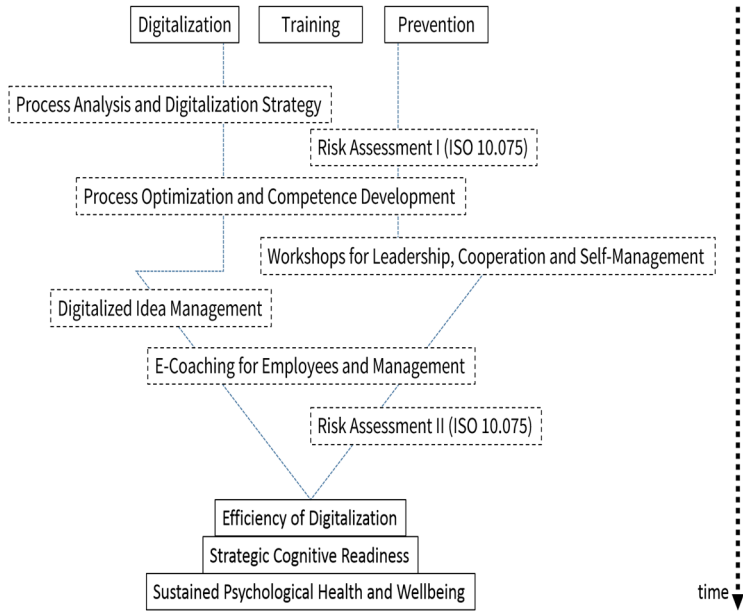 Digitalization
Training
Prevention
Process Analysis and Digitalization Strategy
Risk Assessment I (ISO 10.075)
Process Optimization and Competence Development
Workshops for Leadership, Cooperation and Self-Management
Digitalized Idea Management
E-Coaching for Employees and Management
Risk Assessment II (ISO 10.075)
Efficiency of Digitalization
Strategic Cognitive Readiness
Sustained Psychological Health and Wellbeing
time